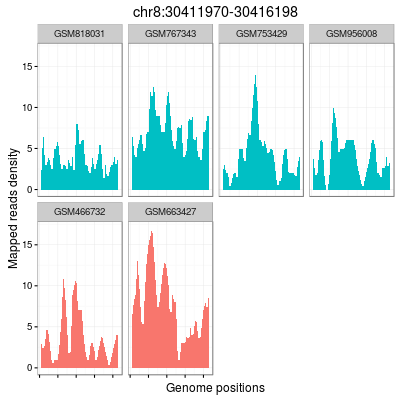 chr8:30411970-30416198
GSM818031 GSM767343 GSM753429 GSM956008
15
10
5
0
GSM466732 GSM663427
15
10
5
0
Mapped reads density
Genome positions